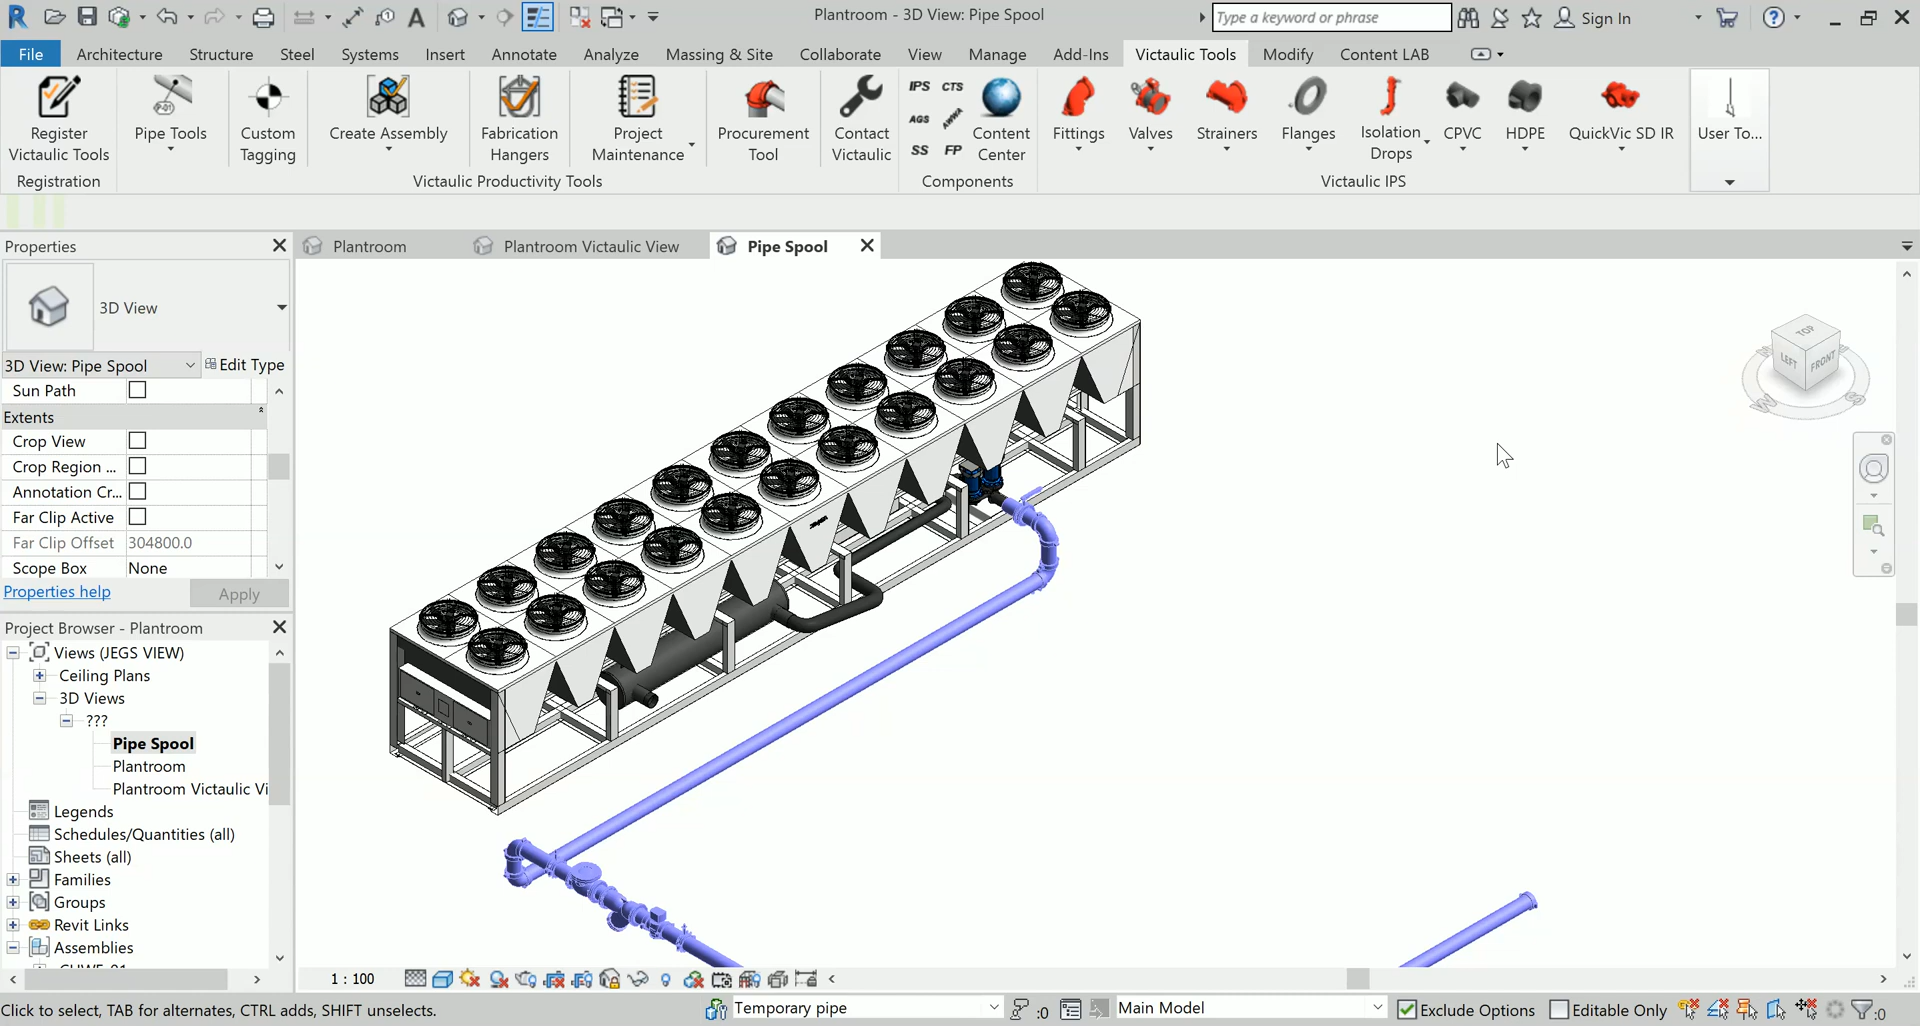 Plantroom - 3D View: Pipe Spool
Type a keyword or phrase
Sign In
File
Architecture
Structure
Steel
Systems
Insert
Annotate
Analyze
Massing & Site
Collaborate
View
Manage
Add-Ins
Victaulic Tools
Modify
Content LAB
Register
Victaulic Tools
Pipe Tools
Custom
Tagging
Create Assembly
Fabrication
Hangers
Project
Maintenance
Procurement
Tool
Contact
Victaulic
IPS CTS
AGS AWWA
SS FP
Content
Center
Fittings
Valves
Strainers
Flanges
Isolation
Drops
CPVC
HDPE
QuickVic SD IR
User To...
Registration
Victaulic Productivity Tools
Components
Victaulic IPS
Properties
Plantroom
Plantroom Victaulic View
Pipe Spool
3D View
3D View: Pipe Spool
Edit Type
Sun Path
Extents
Crop View
Crop Region ...
Annotation Cr...
Far Clip Active
Far Clip Offset 304800.0
Scope Box None
Properties help
Apply
TOP
LEFT
FRONT
W
S
Project Browser - Plantroom
Views (JEGS VIEW)
Ceiling Plans
3D Views
???
Pipe Spool
Plantroom
Plantroom Victaulic Vi
Legends
Schedules/Quantities (all)
Sheets (all)
Families
Groups
Revit Links
Assemblies
1 : 100
Click to select, TAB for alternates, CTRL adds, SHIFT unselects.
Temporary pipe
:0
Main Model
Exclude Options
Editable Only
:0